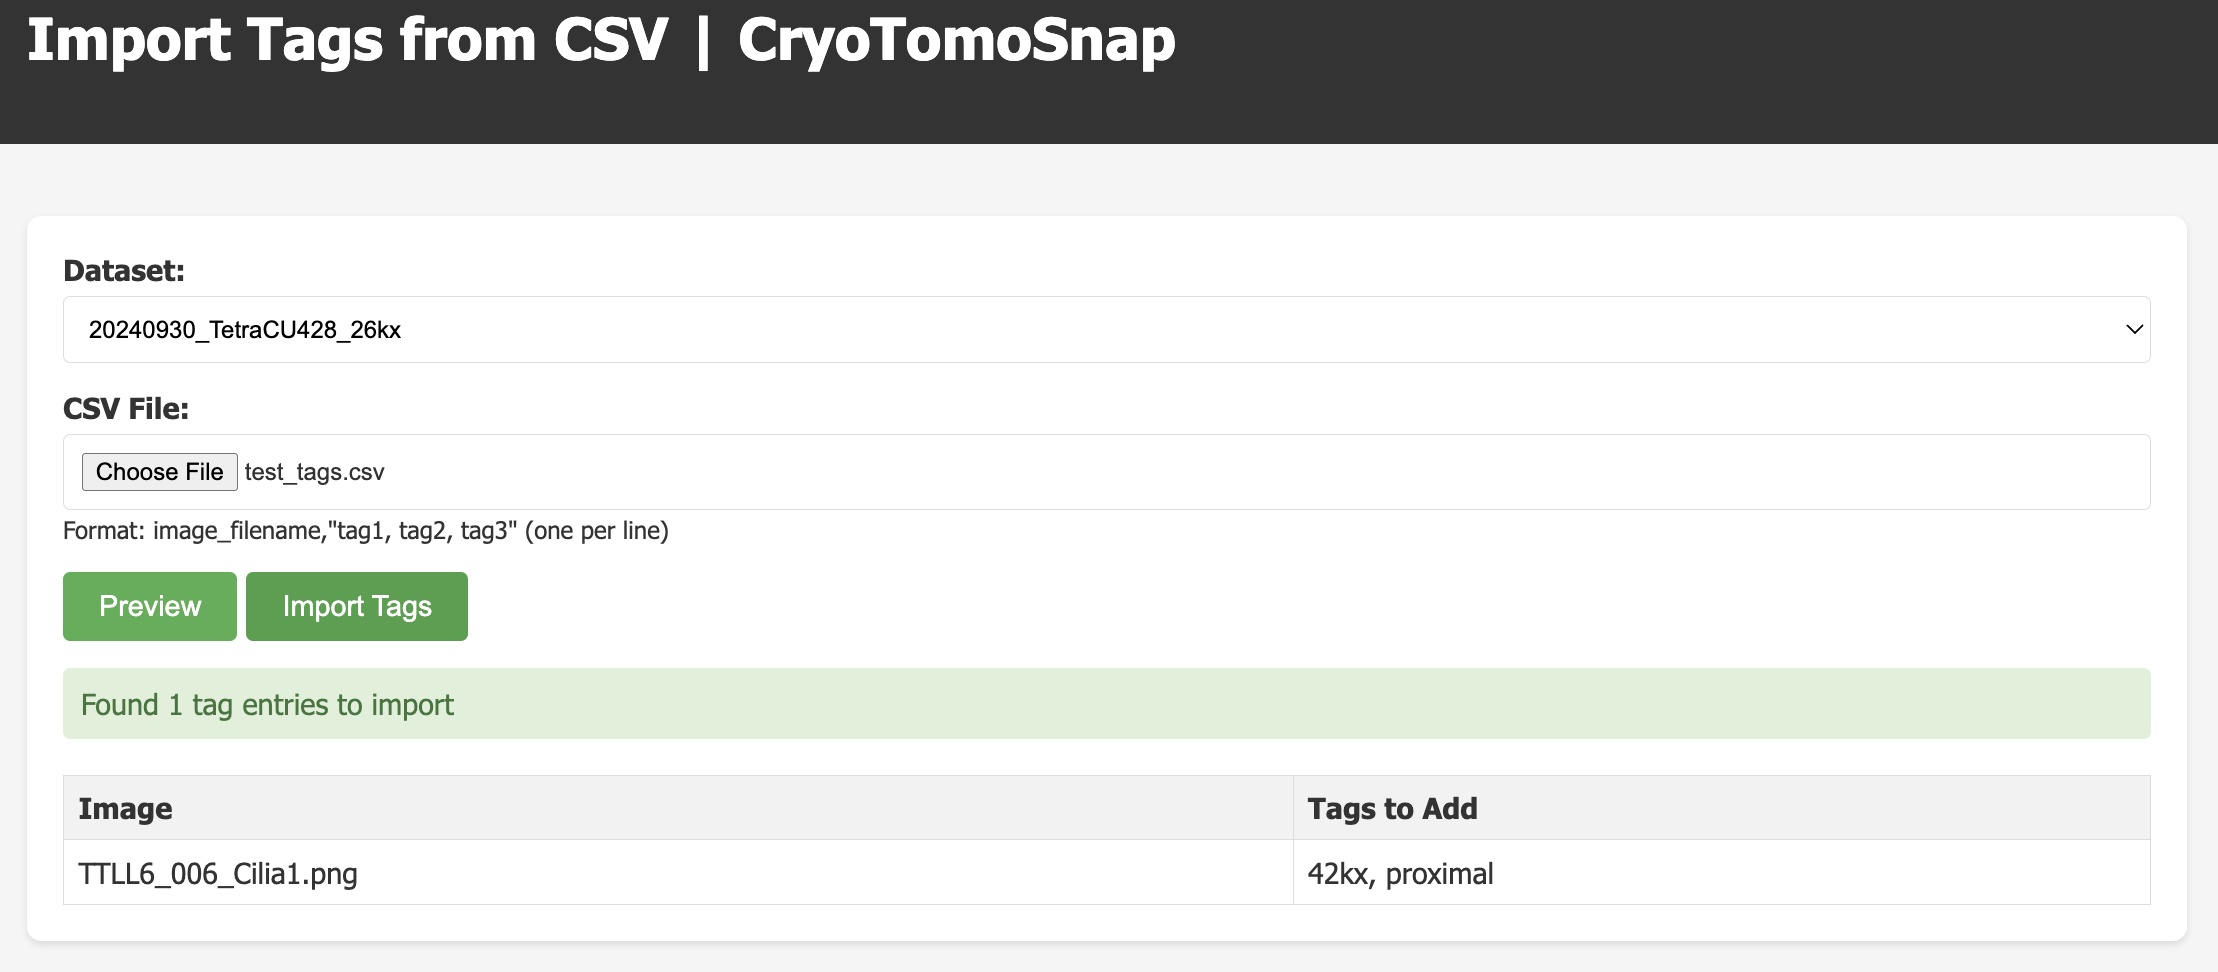 Import Tags from CSV | CryoTomoSnap
Dataset:
20240930_TetraCU428_26kx
CSV File:
Choose File test_tags.csv
Format: image_filename,"tag1, tag2, tag3" (one per line)
Preview Import Tags
Found 1 tag entries to import
Image Tags to Add
TTLL6_006_Cilia1.png 42kx, proximal